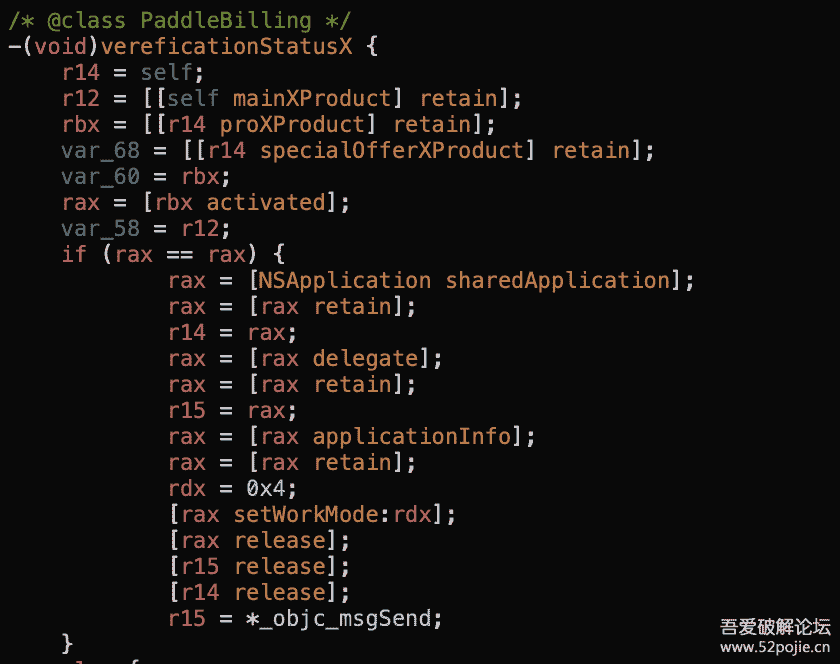 /* @class PaddleBilling */
-(void)vereficationStatusX {
    r14 = self;
    r12 = [[self mainXProduct] retain];
    rbx = [[r14 proXProduct] retain];
    var_68 = [[r14 specialOfferXProduct] retain];
    var_60 = rbx;
    rax = [rbx activated];
    var_58 = r12;
    if (rax == rax) {
            rax = [NSApplication sharedApplication];
            rax = [rax retain];
            r14 = rax;
            rax = [rax delegate];
            rax = [rax retain];
            r15 = rax;
            rax = [rax applicationInfo];
            rax = [rax retain];
            rdx = 0x4;
            [rax setWorkMode:rdx];
            [rax release];
            [r15 release];
            [r14 release];
            r15 = *_objc_msgSend;
    }
吾爱破解论坛
www.52pojie.cn